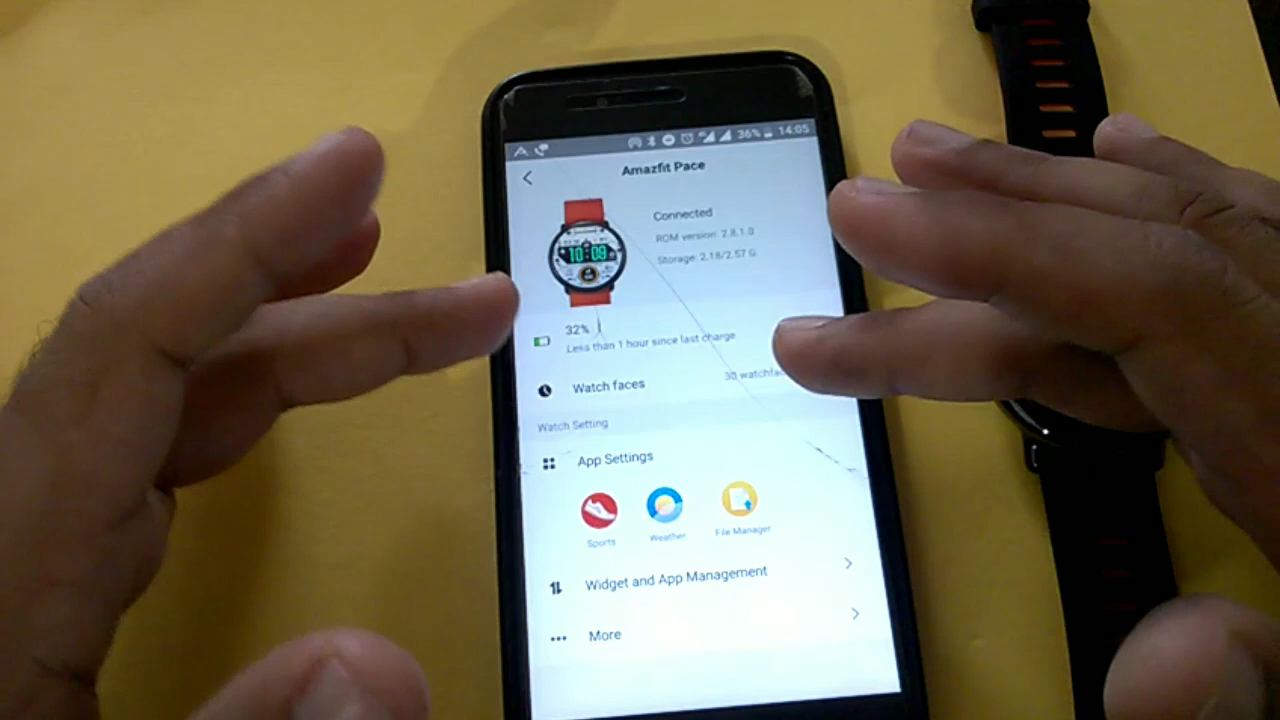 36% 14:05
Amazfit Pace
Connected
ROM version: 2.8.1.0
Storage: 2.18/2.57 G
10:09
32%
Less than 1 hour since last charge
Watch faces 30
Watch Setting
App Settings
Sports Weather File Manager
Widget and App Management
More